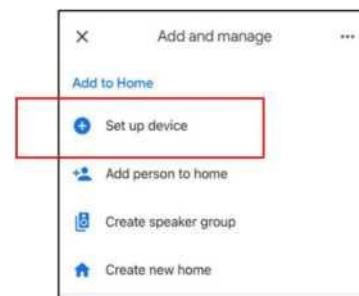 Add and manage
Add to Home
Set up device
Add person to home
Create speaker group
Create new home